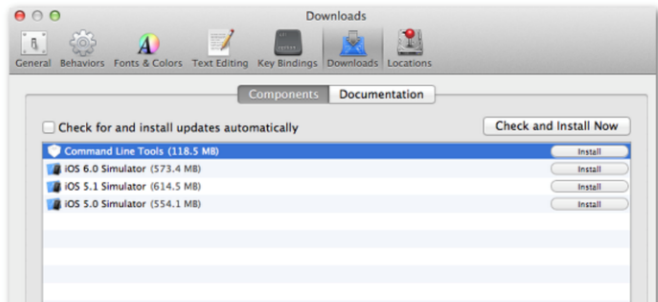 Downloads
General Behaviors Fonts & Colors Text Editing Key Bindings Downloads Locations
Components Documentation
Check for and install updates automatically Check and Install Now
Command Line Tools (118.5 MB) Install
iOS 6.0 Simulator (573.4 MB) Install
iOS 5.1 Simulator (614.5 MB) Install
iOS 5.0 Simulator (554.1 MB) Install